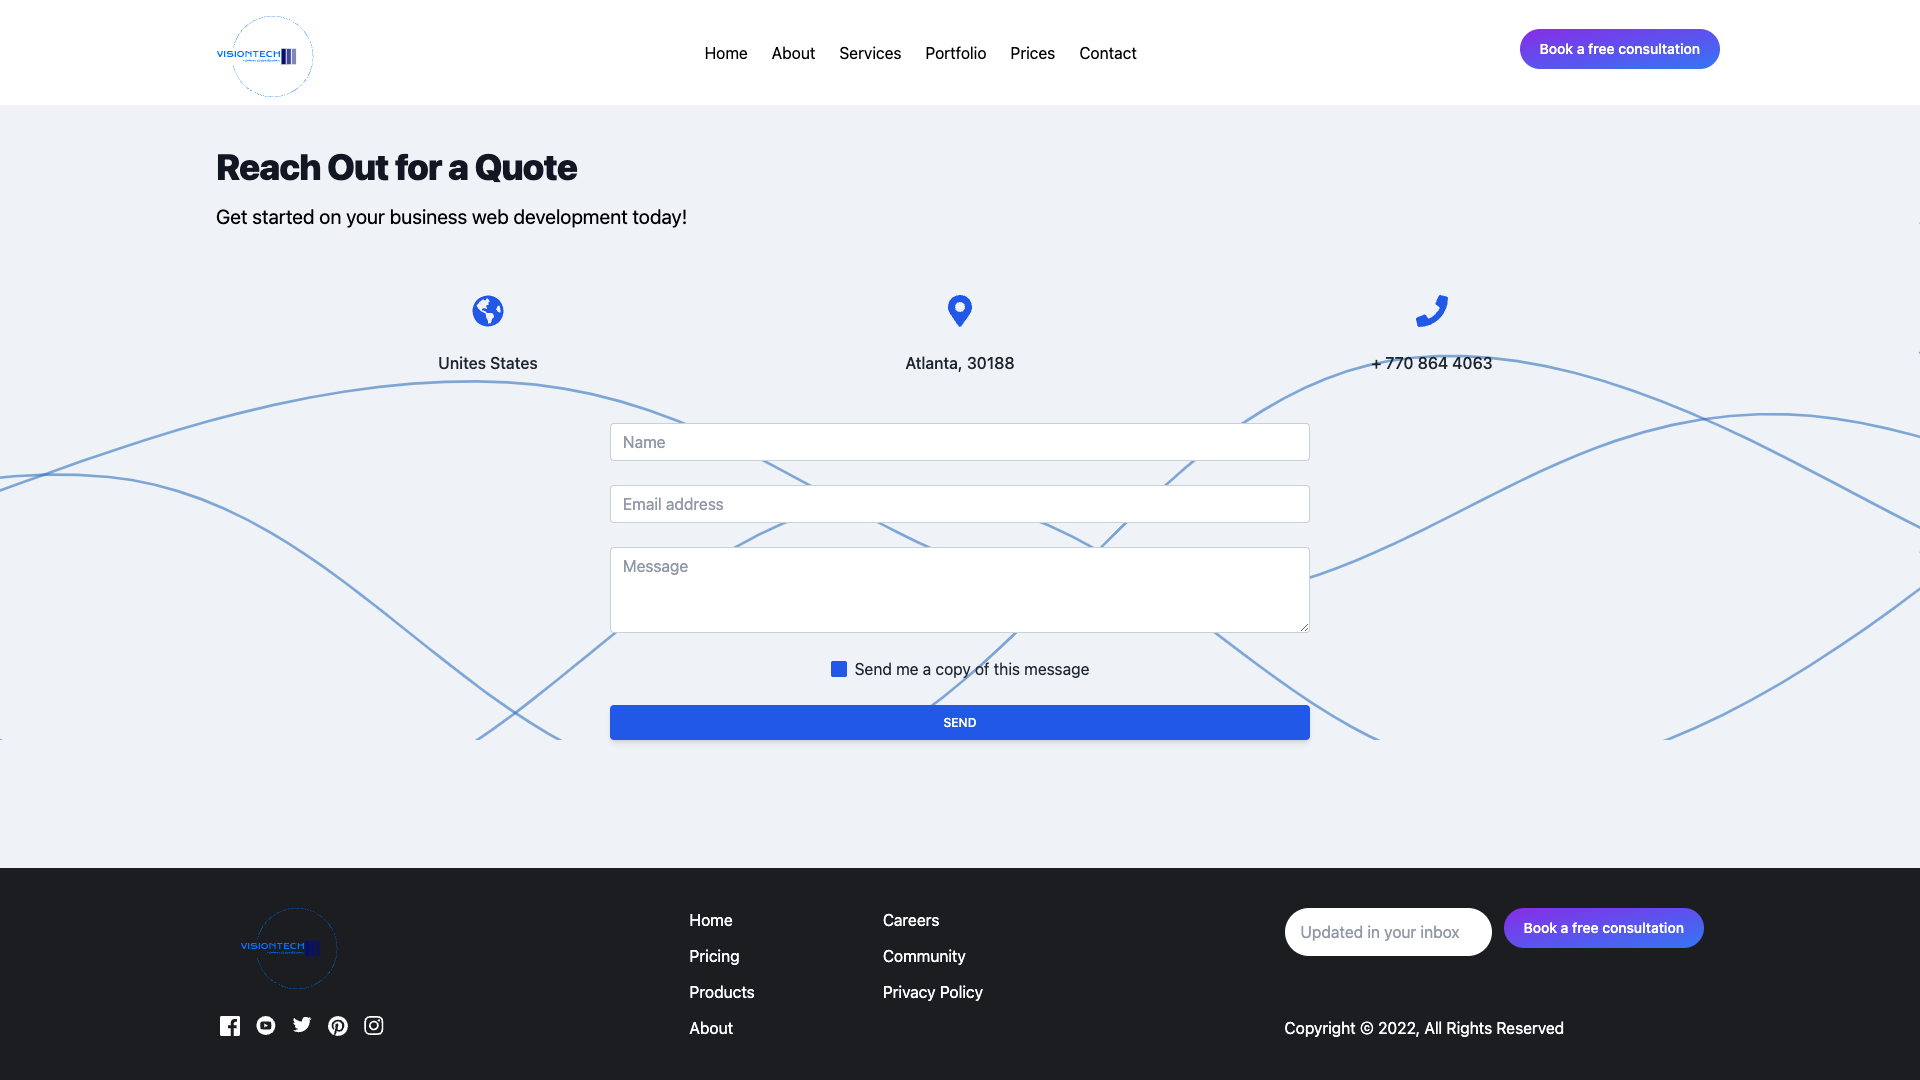 VISIONTECH
Home About Services Portfolio Prices Contact
Book a free consultation
Reach Out for a Quote
Get started on your business web development today!
Unites States
Atlanta, 30188
+ 770 864 4063
Name
Email address
Message
Send me a copy of this message
SEND
VISIONTECH
Home
Pricing
Products
About
Careers
Community
Privacy Policy
Updated in your inbox
Book a free consultation
Copyright © 2022, All Rights Reserved